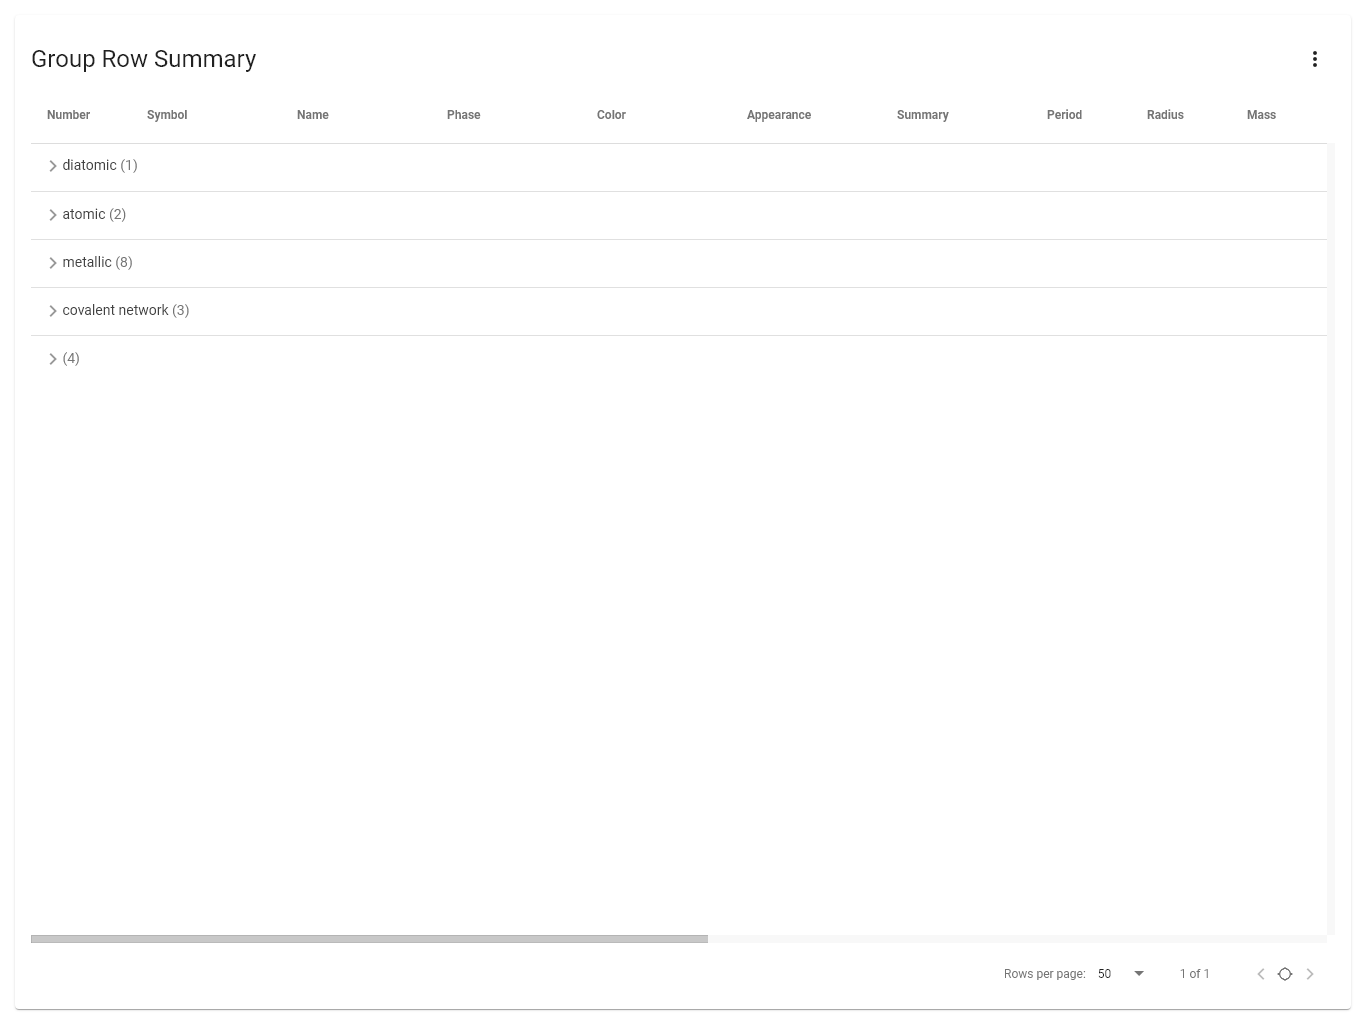 Group Row Summary
Number Symbol Name Phase Color Appearance Summary Period Radius Mass
diatomic (1)
atomic (2)
metallic (8)
covalent network (3)
(4)
Rows per page: 50 1 of 1